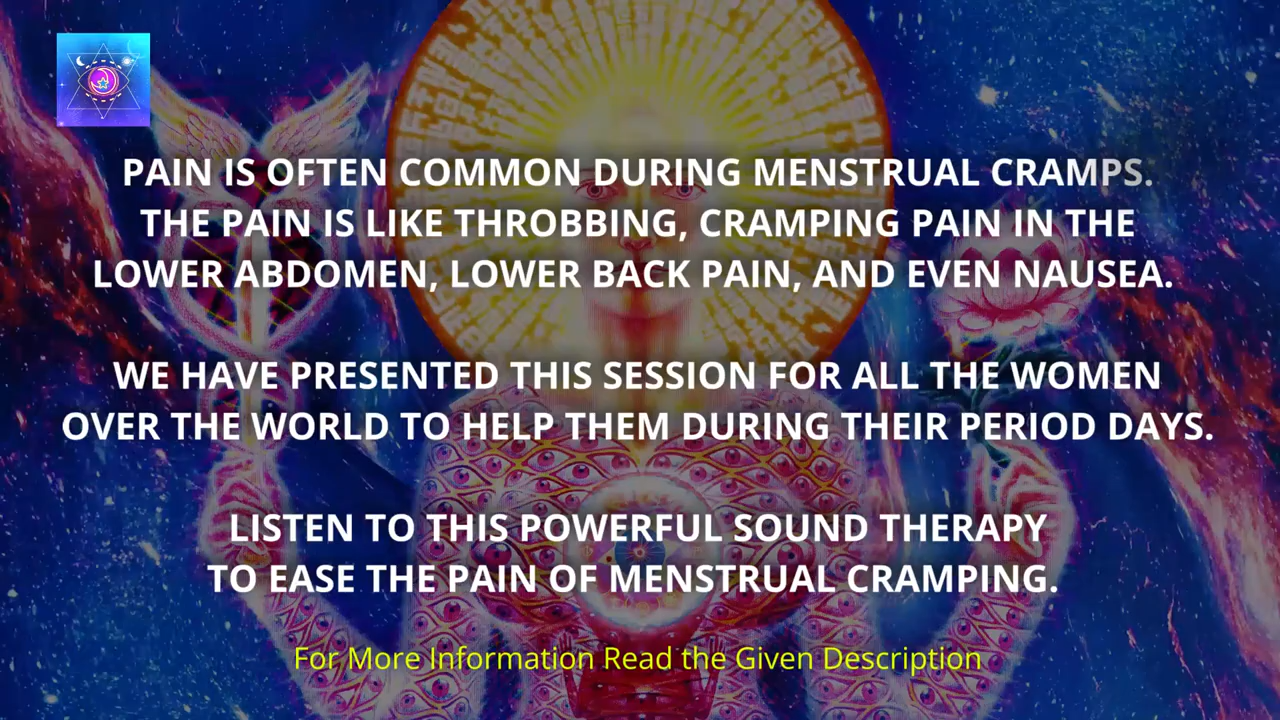 PAIN IS OFTEN COMMON DURING MENSTRUAL CRAMPS.
THE PAIN IS LIKE THROBBING, CRAMPING PAIN IN THE
LOWER ABDOMEN, LOWER BACK PAIN, AND EVEN NAUSEA.
WE HAVE PRESENTED THIS SESSION FOR ALL THE WOMEN
OVER THE WORLD TO HELP THEM DURING THEIR PERIOD DAYS.
LISTEN TO THIS POWERFUL SOUND THERAPY
TO EASE THE PAIN OF MENSTRUAL CRAMPING.
For More Information Read the Given Description